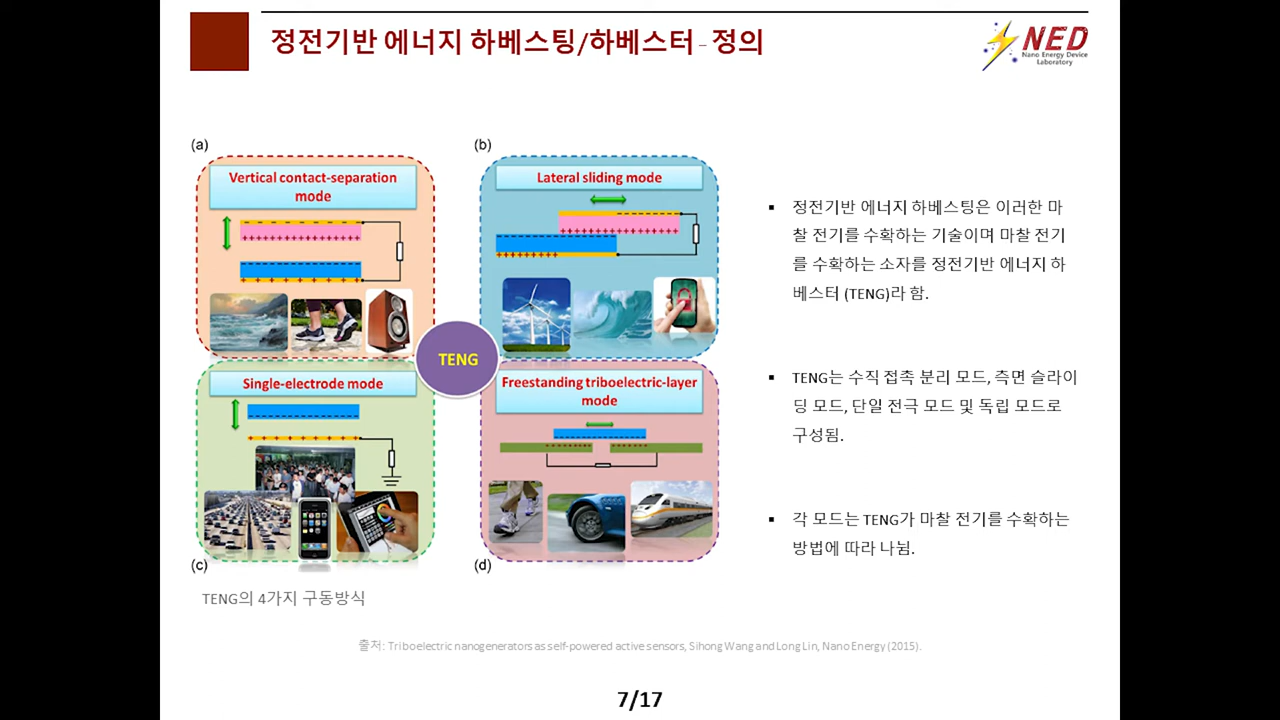 정전기반 에너지 하베스팅/하베스터 - 정의
NED
Nano Energy Device
Laboratory
(a)
(b)
Vertical contact-separation
mode
Lateral sliding mode
TENG
Single-electrode mode
Freestanding triboelectric-layer
mode
(c)
(d)
TENG의 4가지 구동방식
▪ 정전기반 에너지 하베스팅은 이러한 마
찰 전기를 수확하는 기술이며 마찰 전기
를 수확하는 소자를 정전기반 에너지 하
베스터 (TENG)라 함.
▪ TENG는 수직 접촉 분리 모드, 측면 슬라이
딩 모드, 단일 전극 모드 및 독립 모드로
구성됨.
▪ 각 모드는 TENG가 마찰 전기를 수확하는
방법에 따라 나뉨.
출처: Triboelectric nanogenerators as self-powered active sensors, Sihong Wang and Long Lin, Nano Energy (2015).
7/17